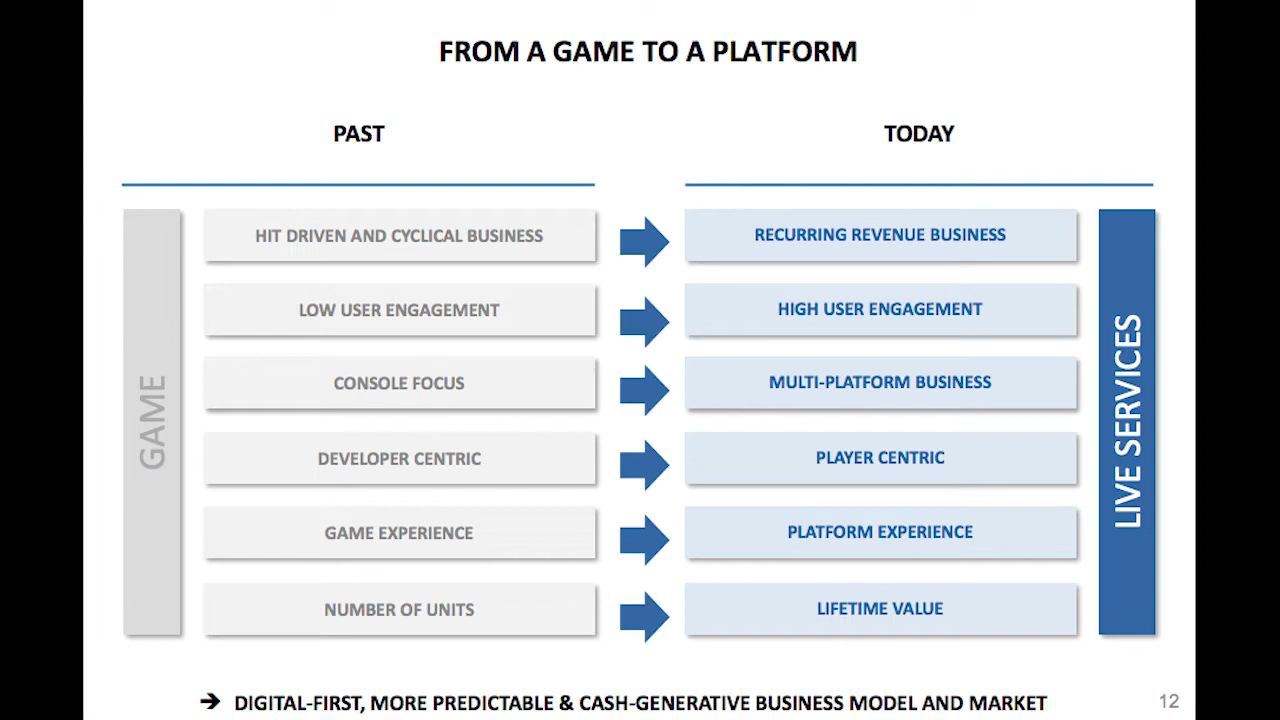 FROM A GAME TO A PLATFORM
PAST
TODAY
GAME
HIT DRIVEN AND CYCLICAL BUSINESS
RECURRING REVENUE BUSINESS
LOW USER ENGAGEMENT
HIGH USER ENGAGEMENT
CONSOLE FOCUS
MULTI-PLATFORM BUSINESS
DEVELOPER CENTRIC
PLAYER CENTRIC
GAME EXPERIENCE
PLATFORM EXPERIENCE
NUMBER OF UNITS
LIFETIME VALUE
LIVE SERVICES
➔ DIGITAL-FIRST, MORE PREDICTABLE & CASH-GENERATIVE BUSINESS MODEL AND MARKET
12